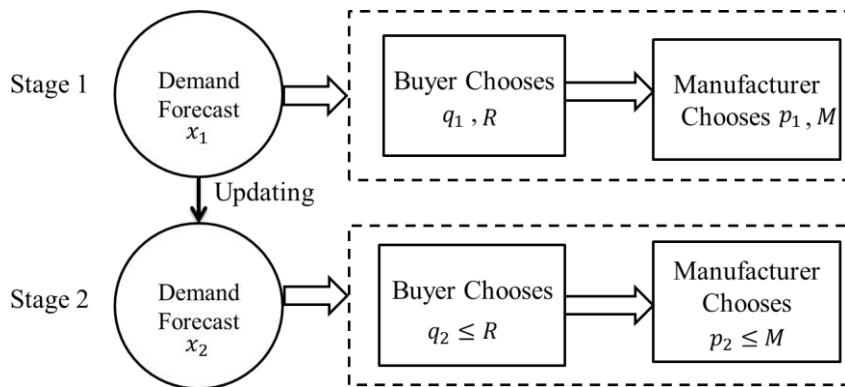 Stage 1
Demand
Forecast
x₁
Buyer Chooses
q₁ , R
Manufacturer
Chooses p₁ , M
Updating
Stage 2
Demand
Forecast
x₂
Buyer Chooses
q₂ ≤ R
Manufacturer
Chooses
p₂ ≤ M